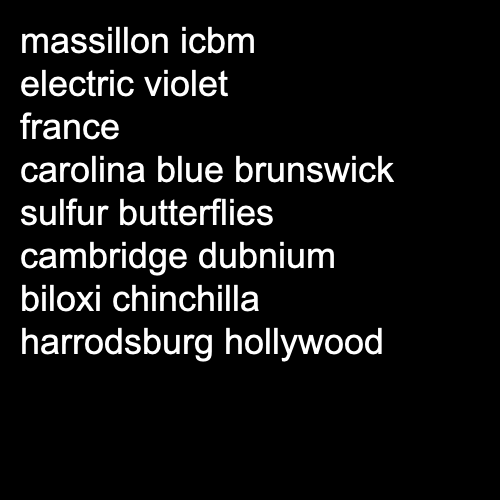 massillon icbm
electric violet
france
carolina blue brunswick
sulfur butterflies
cambridge dubnium
biloxi chinchilla
harrodsburg hollywood